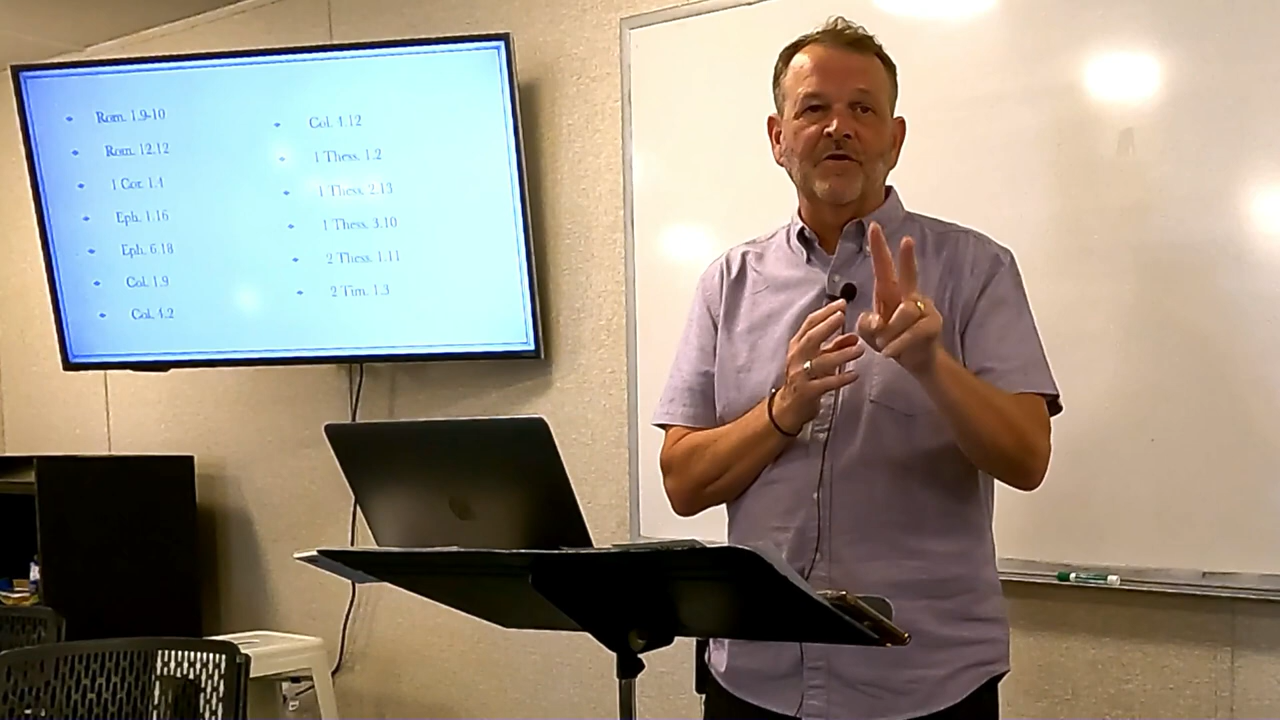 Rom. 1.9-10
Rom. 12.12
1 Cor. 1.4
Eph. 1.16
Eph. 6.18
Col. 1.9
Col. 4.2
Col. 4.12
1 Thess. 1.2
1 Thess. 2.13
1 Thess. 3.10
2 Thess. 1.11
2 Tim. 1.3